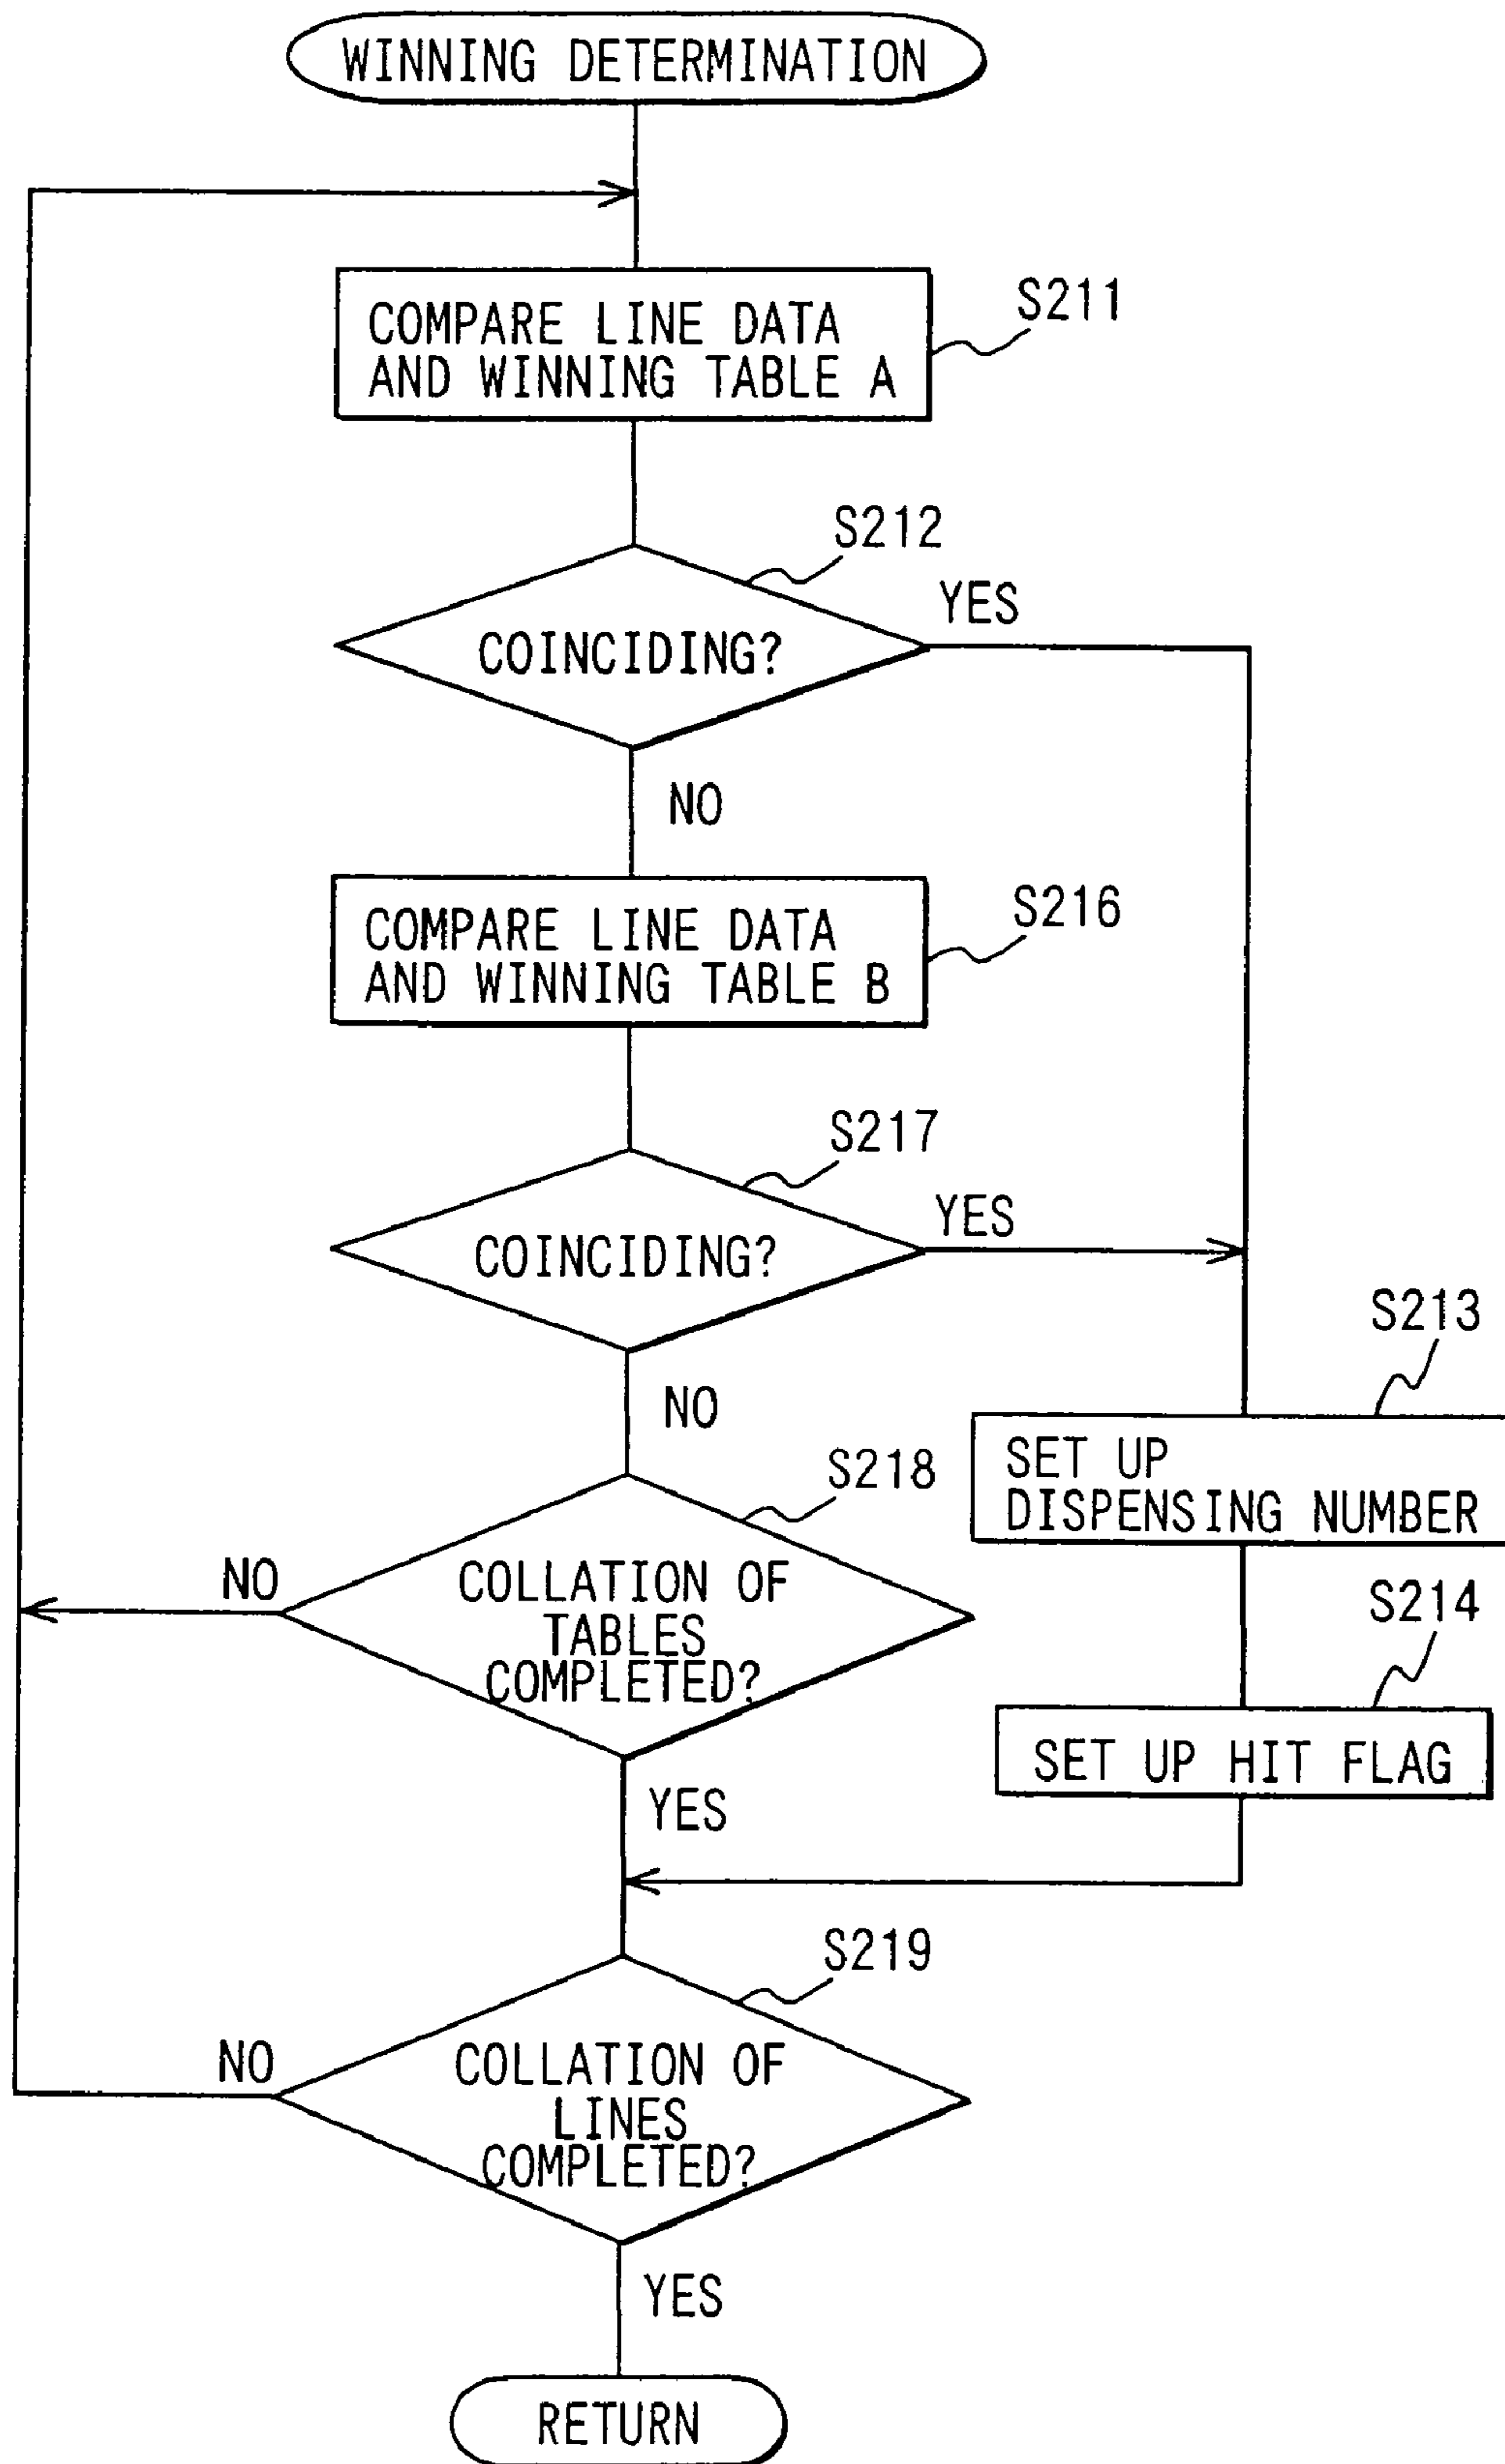 WINNING DETERMINATION
COMPARE LINE DATA
AND WINNING TABLE A
S211
S212
COINCIDING?
YES
NO
COMPARE LINE DATA
AND WINNING TABLE B
S216
S217
COINCIDING?
YES
NO
S213
SET UP
DISPENSING NUMBER
S218
COLLATION OF
TABLES
COMPLETED?
NO
YES
S214
SET UP HIT FLAG
S219
COLLATION OF
LINES
COMPLETED?
NO
YES
RETURN